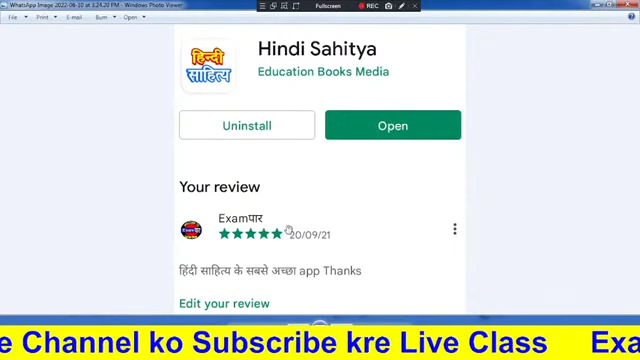 WhatsApp Image 2022-06-10 at 3.24.20 PM - Windows Photo Viewer
Fullscreen
REC
File
Print
E-mail
Burn
Open
हिन्दी
साहित्य
Hindi Sahitya
Education Books Media
Uninstall
Open
Your review
Examपार
20/09/21
हिंदी साहित्य के सबसे अच्छा app Thanks
Edit your review
e Channel ko Subscribe kre Live Class
Exa